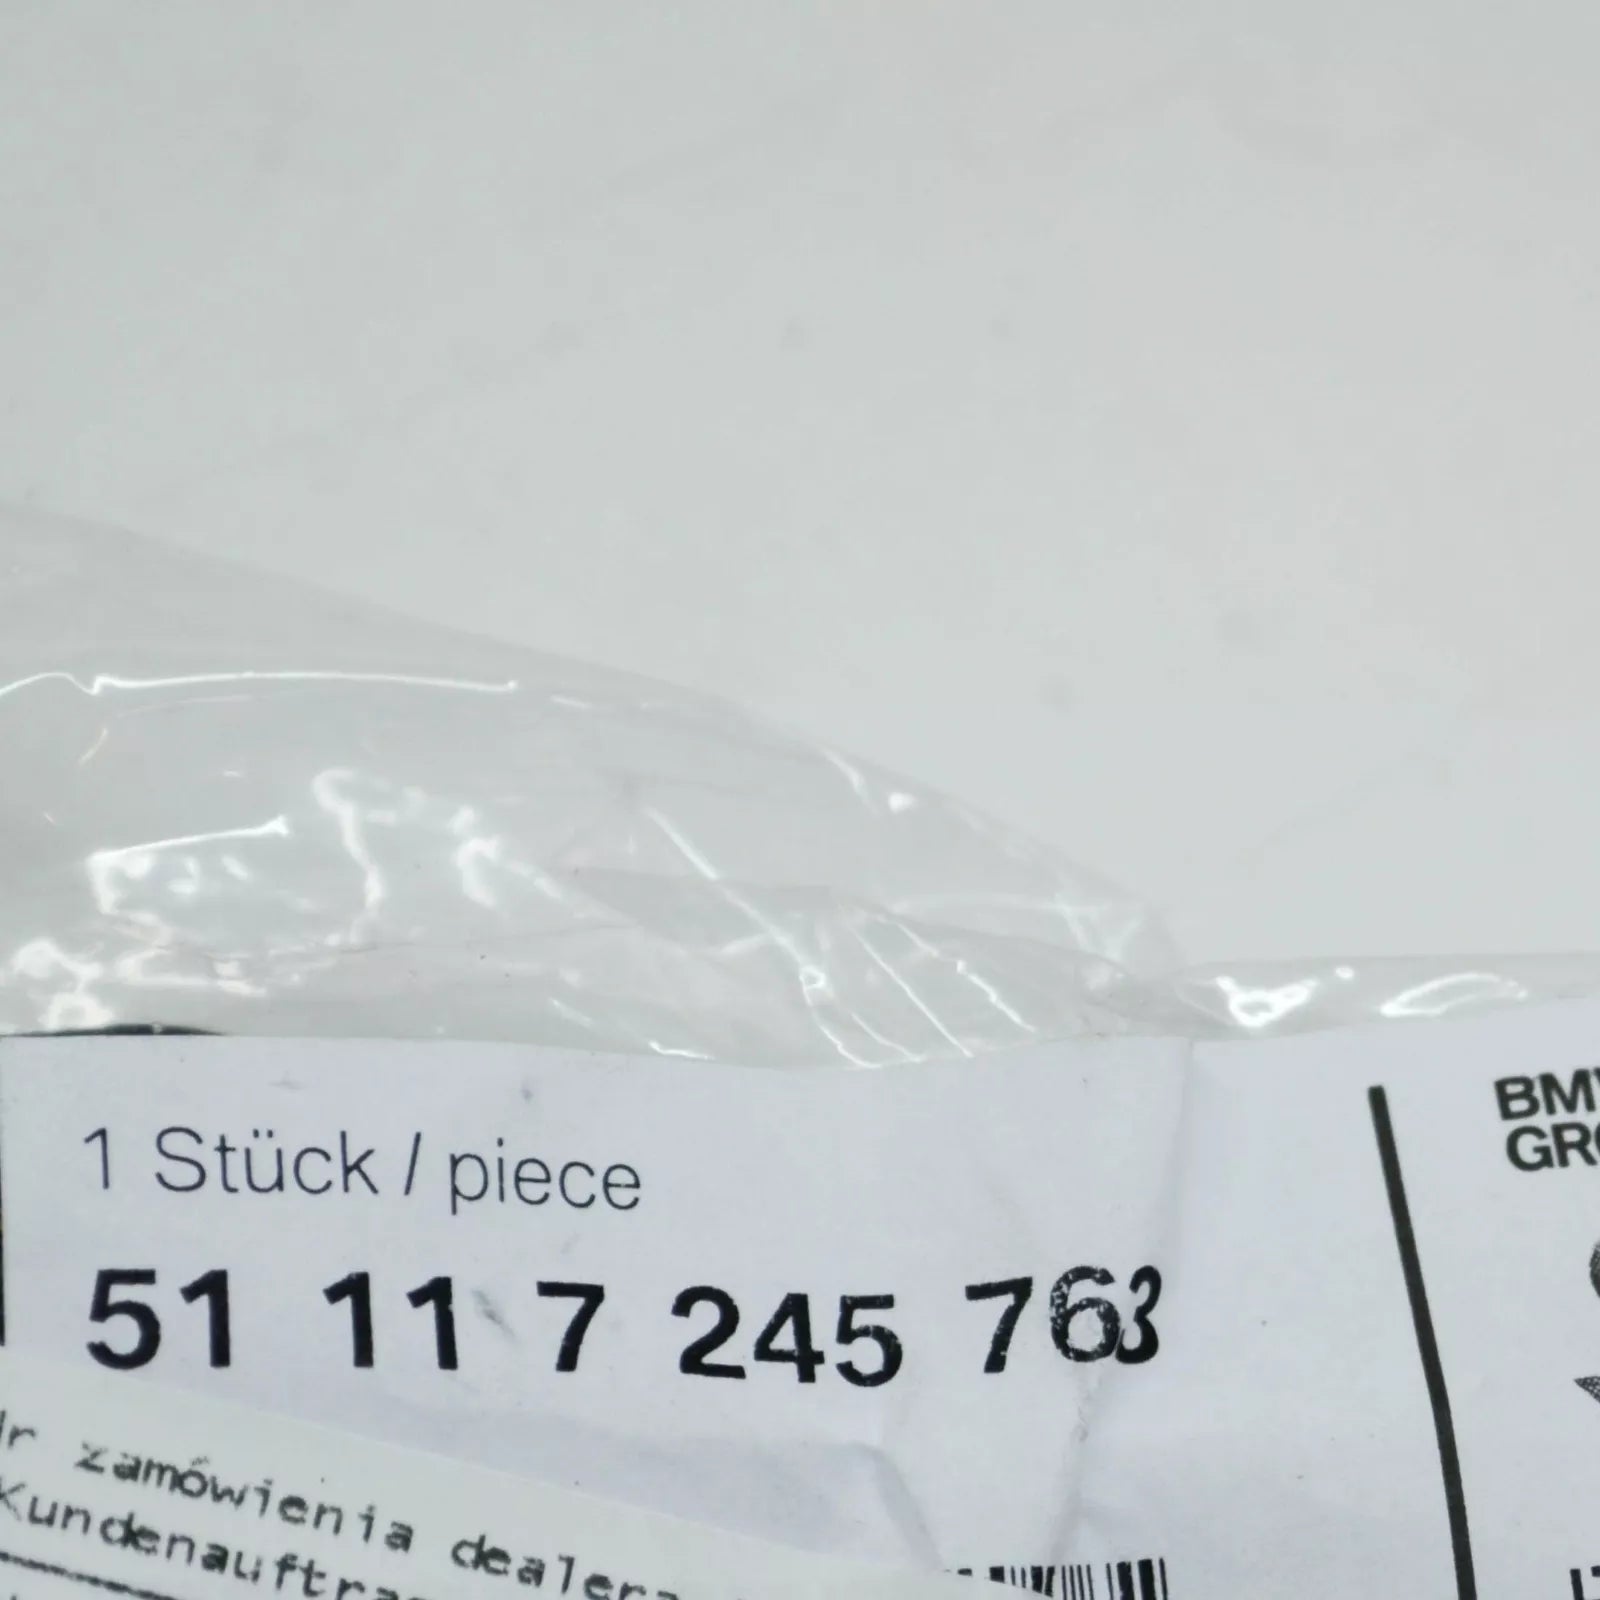 1 Stück / piece
BMW
GRO
51 11 7 245 763
zamówienia dealera
Kundenauftra